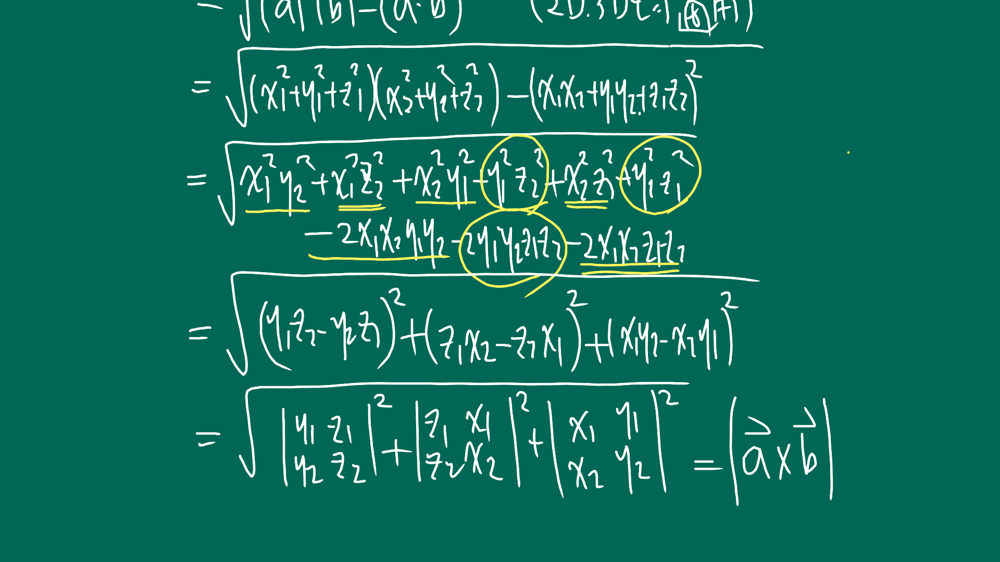 = √(|a| |b| - (a·b)
= √((x₁²+y₁²+z₁²)(x₂²+y₂²+z₂²) - (x₁x₂+y₁y₂+z₁z₂)²)
= √(x₁²y₂²+x₁²z₂²+x₂²y₁²+y₁²z₂²+x₂²z₁²+y₁²z₁²
-2x₁x₂y₁y₂-2y₁y₂z₁z₂-2x₁x₂z₁z₂)
= √((y₁z₂-y₂z₁)²+(z₁x₂-z₂x₁)²+(x₁y₂-x₂y₁)²)
= √(|y₁ z₁; y₂ z₂|²+|z₁ x₁; z₂ x₂|²+|x₁ y₁; x₂ y₂|²) = |a⃗×b⃗|